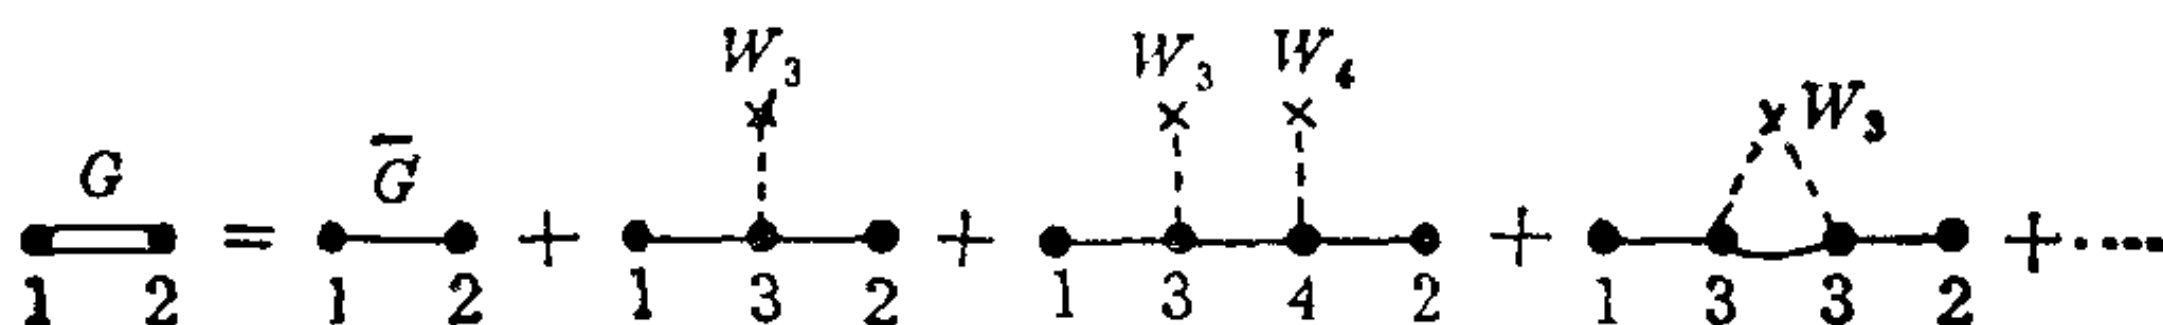 W₃ W₃ W₄
G G̅ W₃
= + + + +·····
1 2 1 2 1 3 2 1 3 4 2 1 3 3 2